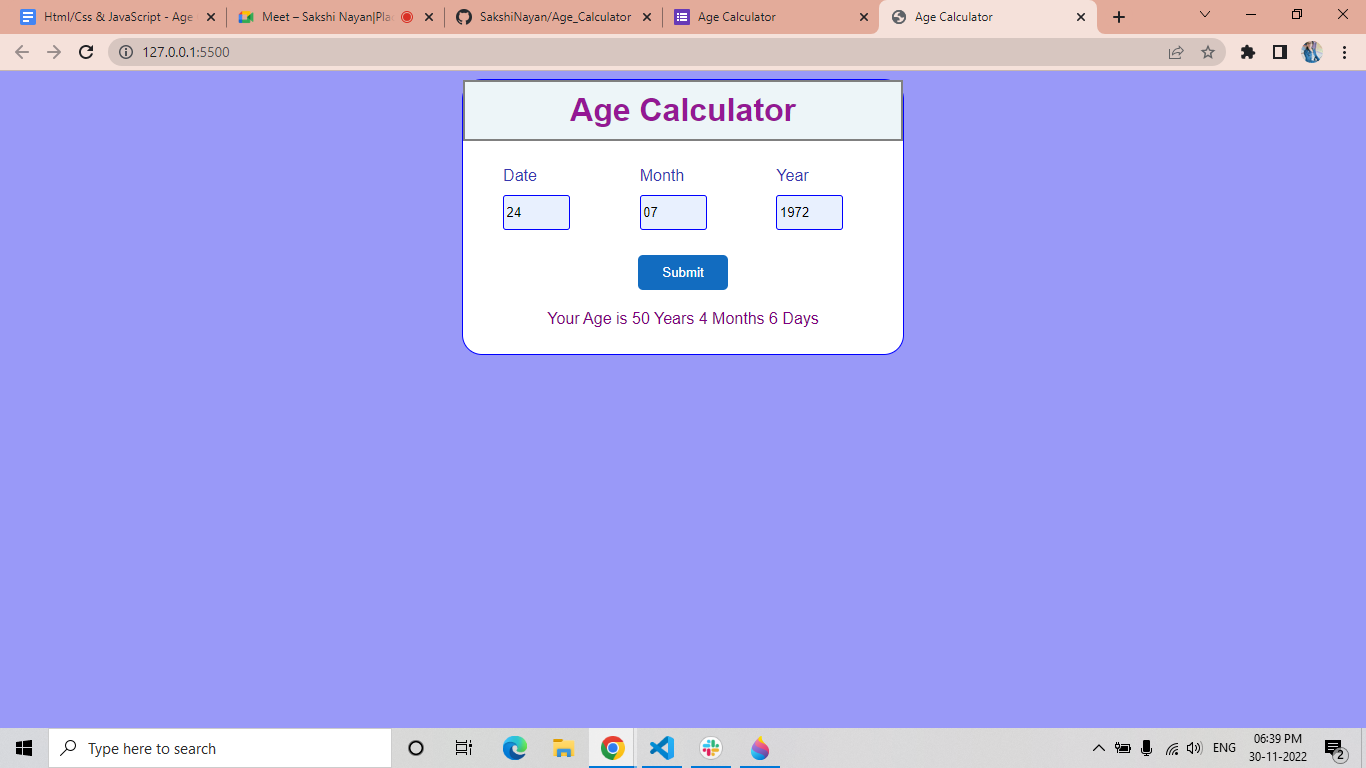 Html/Css & JavaScript - Age
Meet – Sakshi Nayan|Pla
SakshiNayan/Age_Calculator
Age Calculator
Age Calculator
127.0.0.1:5500
Age Calculator
Date Month Year
24 07 1972
Submit
Your Age is 50 Years 4 Months 6 Days
Type here to search
ENG
06:39 PM
30-11-2022
2